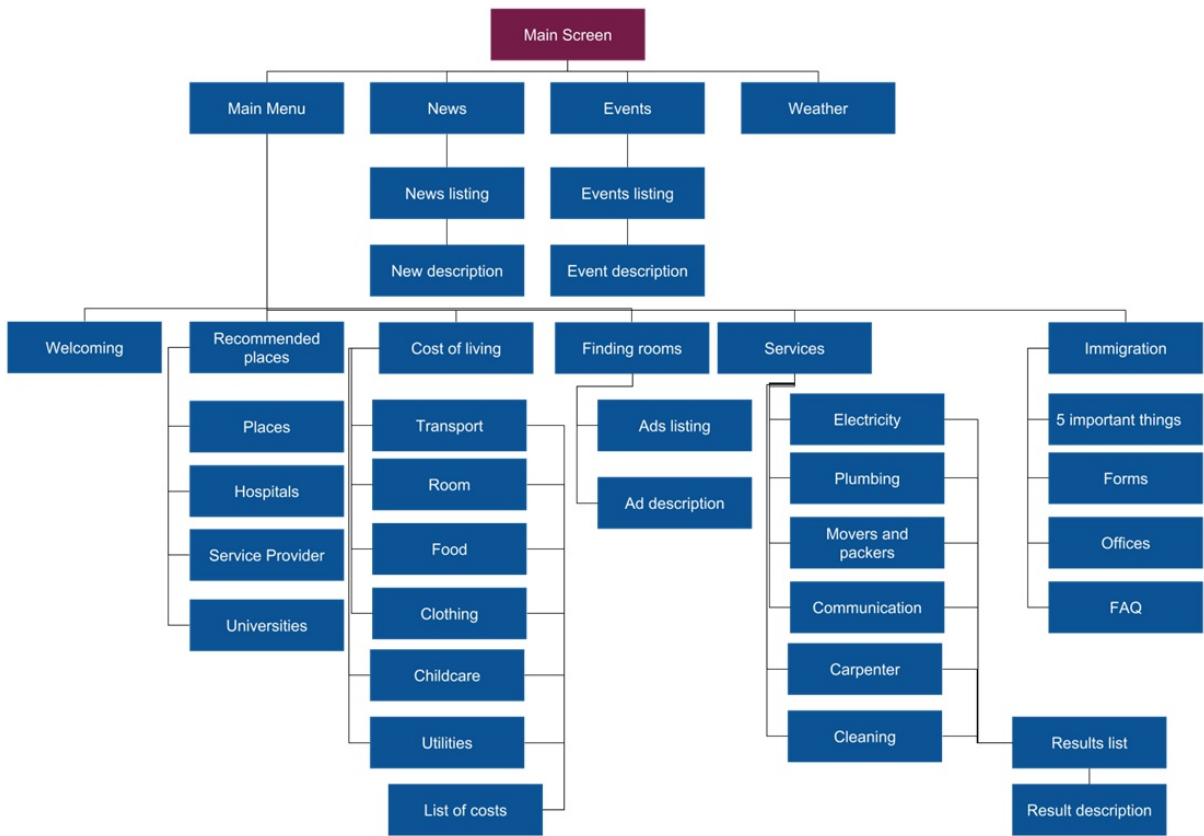 Main Screen
Main Menu
News
Events
Weather
News listing
Events listing
New description
Event description
Welcoming
Recommended
places
Cost of living
Finding rooms
Services
Immigration
Places
Hospitals
Service Provider
Universities
Transport
Room
Food
Clothing
Childcare
Utilities
List of costs
Ads listing
Ad description
Electricity
Plumbing
Movers and
packers
Communication
Carpenter
Cleaning
Results list
Result description
5 important things
Forms
Offices
FAQ